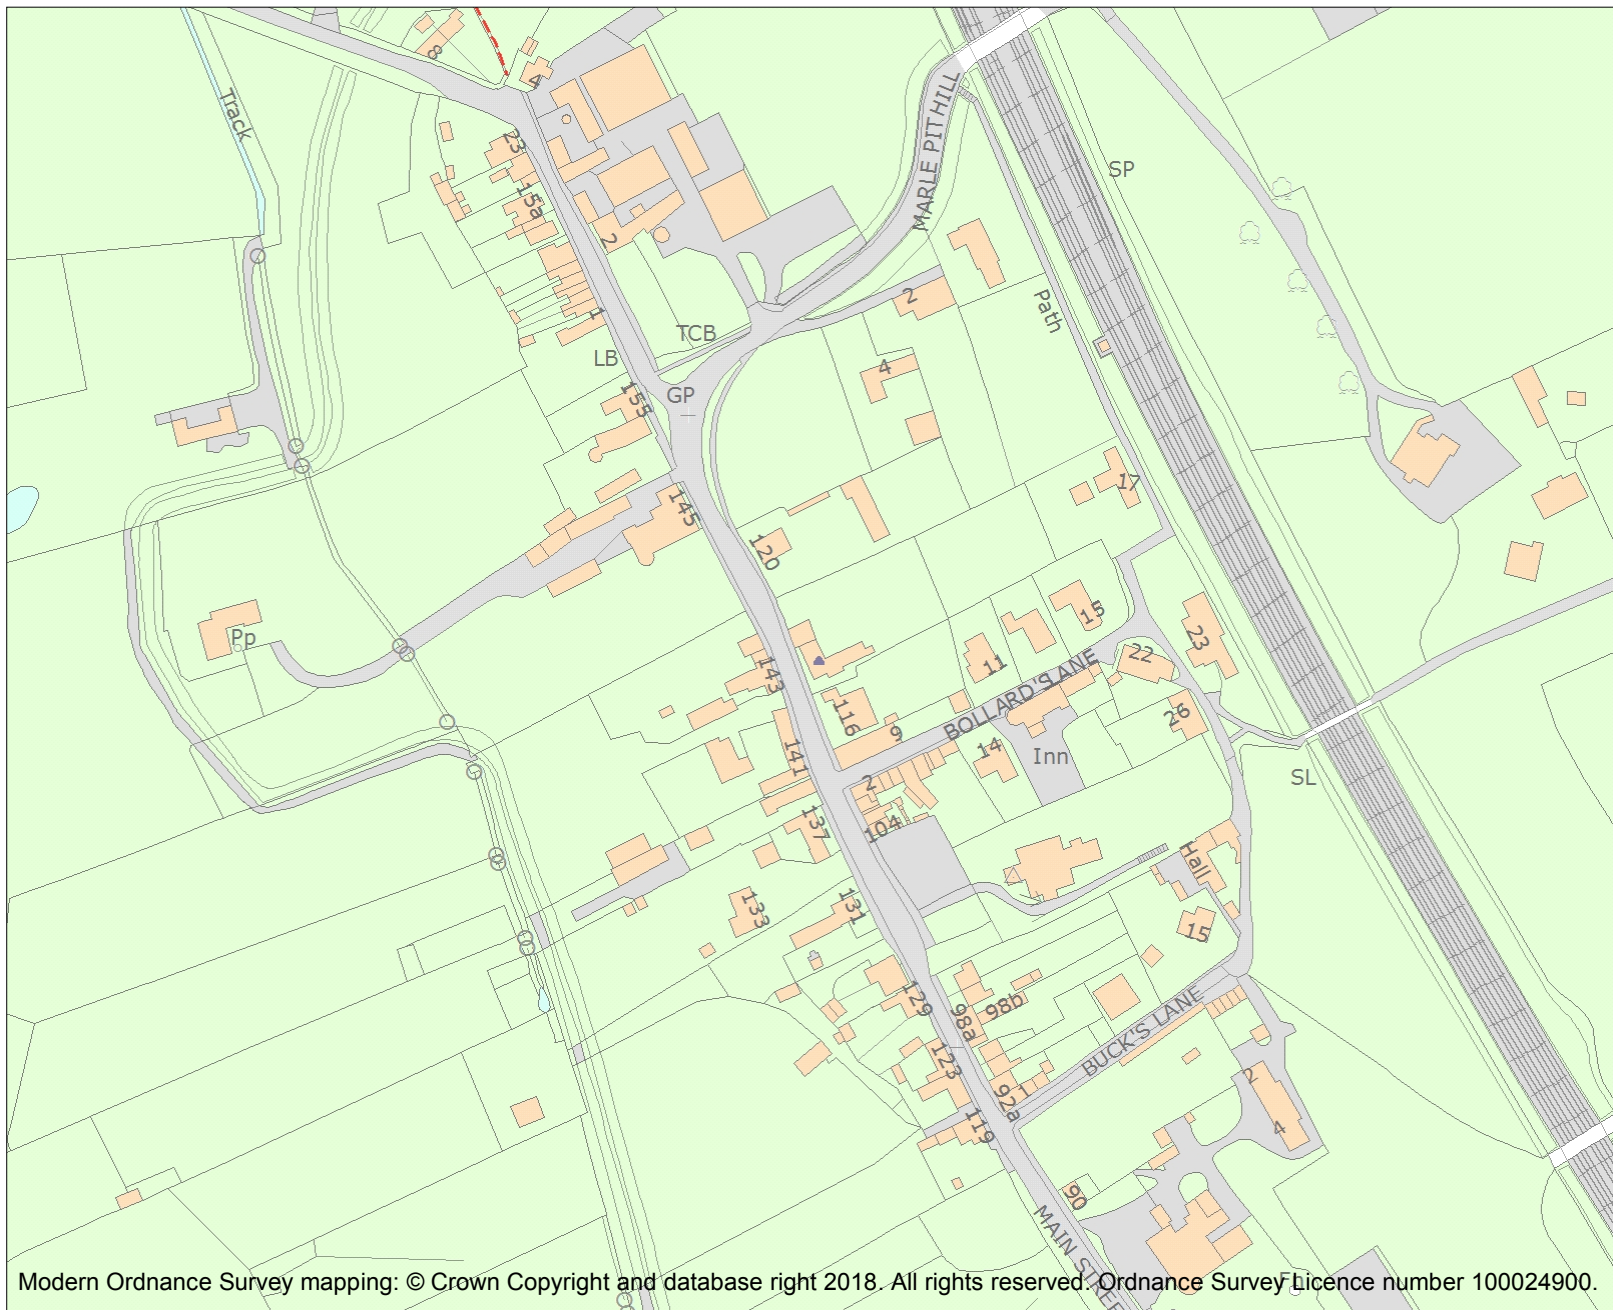 8
4
Track
23
MARLE PIT HILL
SP
15a
2
2
Path
1
TCB
LB
4
GP
155
17
145
120
15
23
Pp
11
22
143
BOLLARD'S LANE
116
26
9
14
141
Inn
2
SL
137
104
Hall
133
131
15
129
98b
98a
BUCK'S LANE
123
2
1
92a
119
4
90
MAIN STREET
FL
Modern Ordnance Survey mapping: © Crown Copyright and database right 2018. All rights reserved. Ordnance Survey Licence number 100024900.